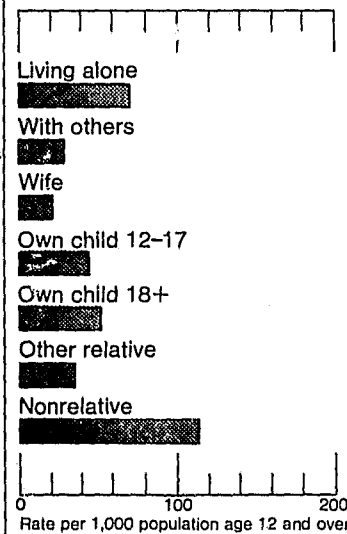 Living alone
With others
Wife
Own child 12–17
Own child 18+
Other relative
Nonrelative
0 100 200
Rate per 1,000 population age 12 and over